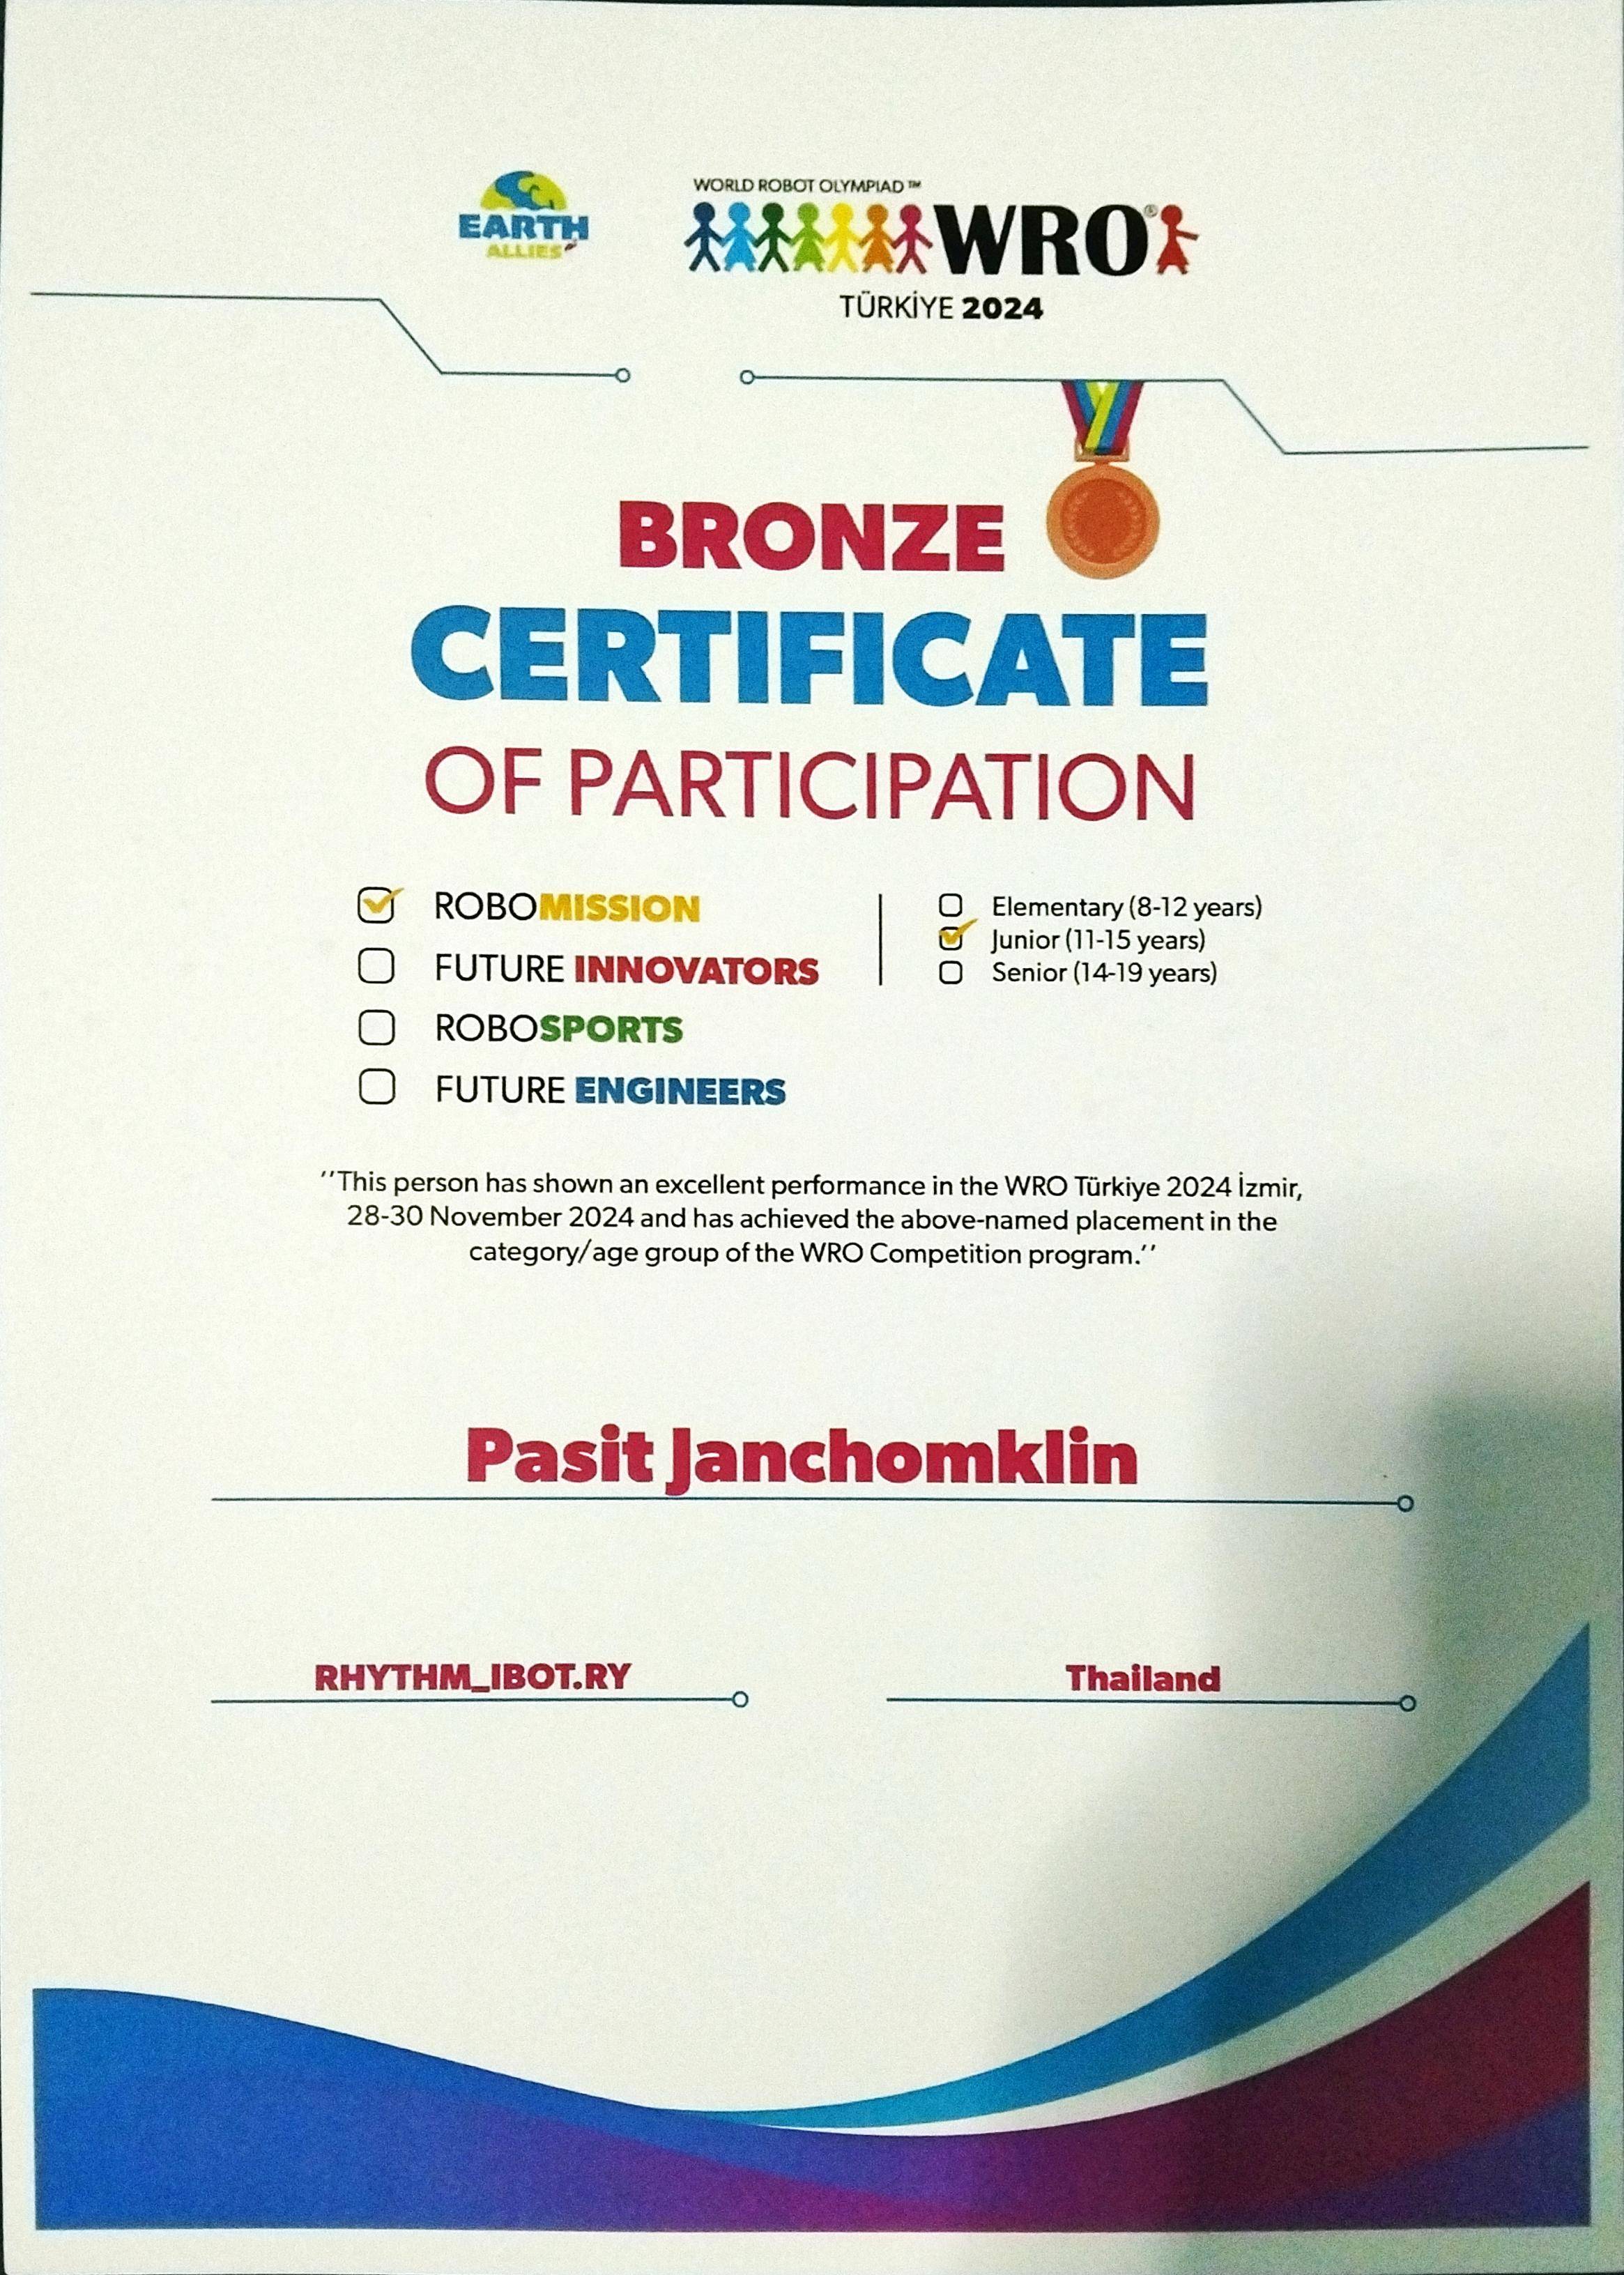 EARTH
ALLIES
WORLD ROBOT OLYMPIAD™
WRO®
TÜRKİYE 2024
BRONZE
CERTIFICATE
OF PARTICIPATION
ROBOMISSION
FUTURE INNOVATORS
ROBOSPORTS
FUTURE ENGINEERS
Elementary (8-12 years)
Junior (11-15 years)
Senior (14-19 years)
''This person has shown an excellent performance in the WRO Türkiye 2024 İzmir,
28-30 November 2024 and has achieved the above-named placement in the
category/age group of the WRO Competition program.''
Pasit Janchomklin
RHYTHM_IBOT.RY
Thailand